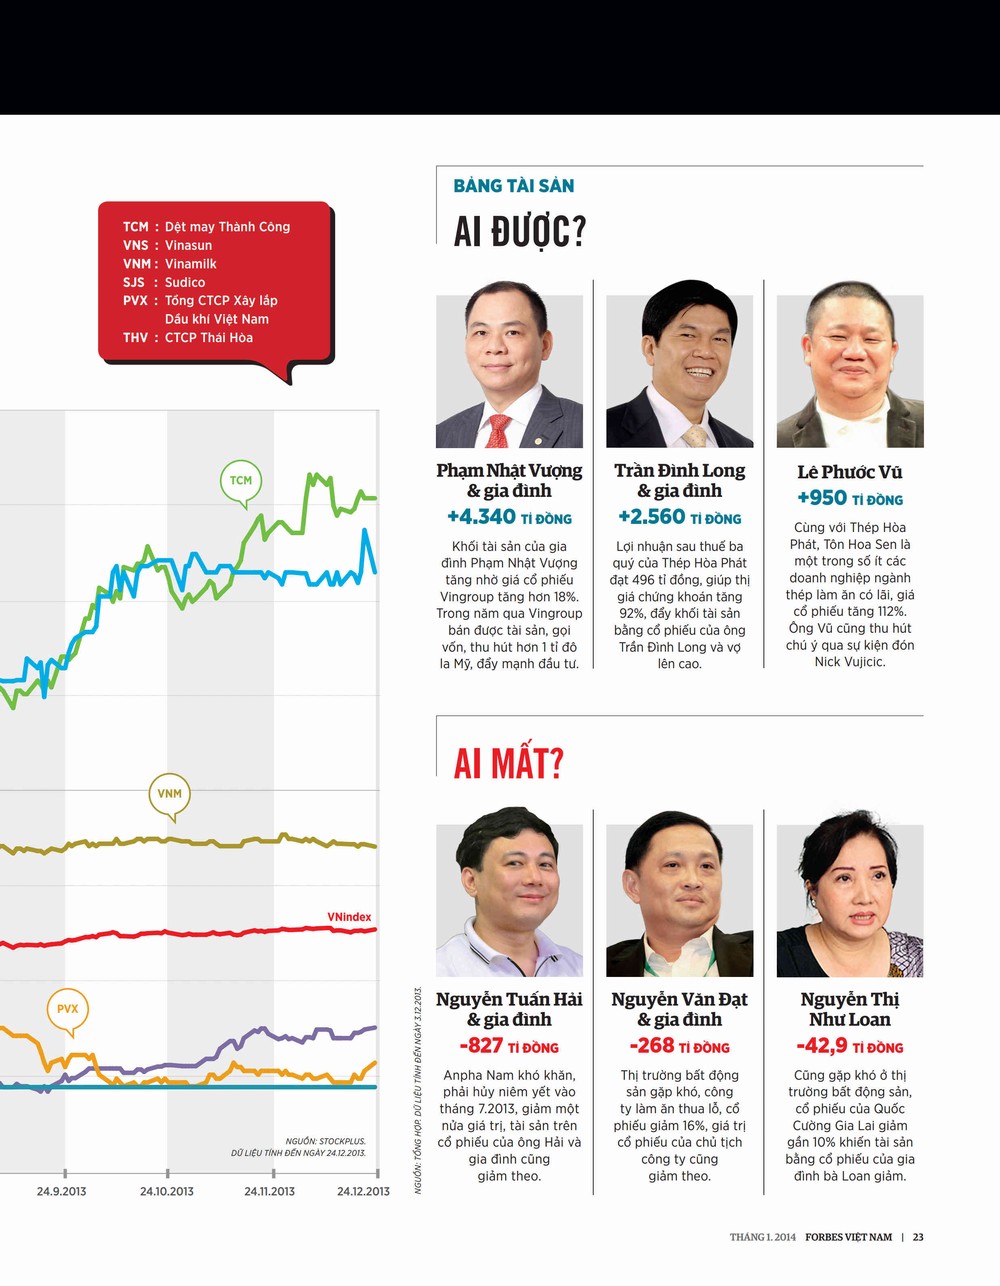 TCM : Dệt may Thành Công
VNS : Vinasun
VNM : Vinamilk
SJS : Sudico
PVX : Tổng CTCP Xây lắp
Dầu khí Việt Nam
THV : CTCP Thái Hòa
TCM
VNM
VNindex
PVX
NGUỒN: STOCKPLUS.
DỮ LIỆU TÍNH ĐẾN NGÀY 24.12.2013.
24.9.2013
24.10.2013
24.11.2013
24.12.2013
NGUỒN: TỔNG HỢP. DỮ LIỆU TÍNH ĐẾN NGÀY 3.12.2013.
BẢNG TÀI SẢN
AI ĐƯỢC?
Phạm Nhật Vượng
& gia đình
+4.340 TỈ ĐỒNG
Khối tài sản của gia
đình Phạm Nhật Vượng
tăng nhờ giá cổ phiếu
Vingroup tăng hơn 18%.
Trong năm qua Vingroup
bán được tài sản, gọi
vốn, thu hút hơn 1 tỉ đô
la Mỹ, đẩy mạnh đầu tư.
Trần Đình Long
& gia đình
+2.560 TỈ ĐỒNG
Lợi nhuận sau thuế ba
quý của Thép Hòa Phát
đạt 496 tỉ đồng, giúp thị
giá chứng khoán tăng
92%, đẩy khối tài sản
bằng cổ phiếu của ông
Trần Đình Long và vợ
lên cao.
Lê Phước Vũ
+950 TỈ ĐỒNG
Cùng với Thép Hòa
Phát, Tôn Hoa Sen là
một trong số ít các
doanh nghiệp ngành
thép làm ăn có lãi, giá
cổ phiếu tăng 112%.
Ông Vũ cũng thu hút
chú ý qua sự kiện đón
Nick Vujicic.
AI MẤT?
Nguyễn Tuấn Hải
& gia đình
-827 TỈ ĐỒNG
Anpha Nam khó khăn,
phải hủy niêm yết vào
tháng 7.2013, giảm một
nửa giá trị, tài sản trên
cổ phiếu của ông Hải và
gia đình cũng
giảm theo.
Nguyễn Văn Đạt
& gia đình
-268 TỈ ĐỒNG
Thị trường bất động
sản gặp khó, công
ty làm ăn thua lỗ, cổ
phiếu giảm 16%, giá trị
cổ phiếu của chủ tịch
công ty cũng
giảm theo.
Nguyễn Thị
Như Loan
-42,9 TỈ ĐỒNG
Cũng gặp khó ở thị
trường bất động sản,
cổ phiếu của Quốc
Cường Gia Lai giảm
gần 10% khiến tài sản
bằng cổ phiếu của gia
đình bà Loan giảm.
THÁNG 1. 2014 FORBES VIỆT NAM | 23